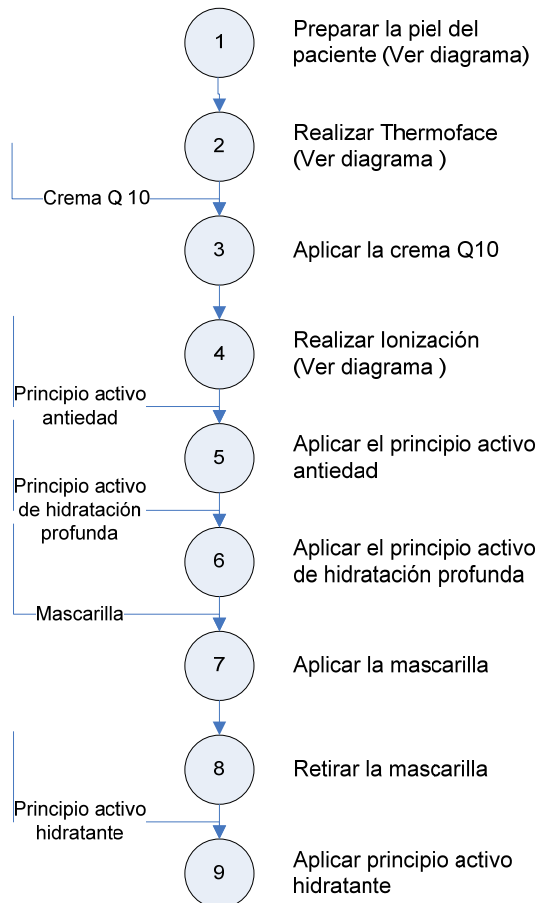 1
Preparar la piel del
paciente (Ver diagrama)
2
Realizar Thermoface
(Ver diagrama )
Crema Q 10
3
Aplicar la crema Q10
4
Realizar Ionización
(Ver diagrama )
Principio activo
antiedad
5
Aplicar el principio activo
antiedad
Principio activo
de hidratación
profunda
6
Aplicar el principio activo
de hidratación profunda
Mascarilla
7
Aplicar la mascarilla
8
Retirar la mascarilla
Principio activo
hidratante
9
Aplicar principio activo
hidratante